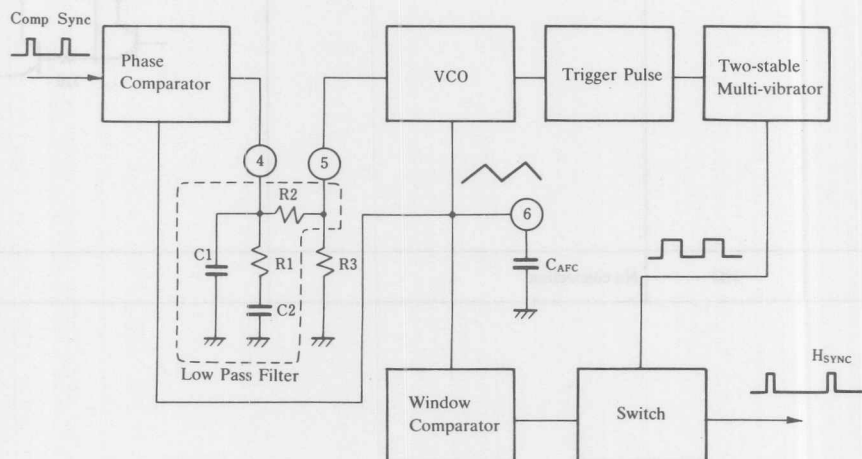 Comp Sync
Phase
Comparator
VCO
Trigger Pulse
Two-stable
Multi-vibrator
4
5
6
R2
C1
R1
R3
C2
CAFC
Low Pass Filter
HSYNC
Window
Comparator
Switch